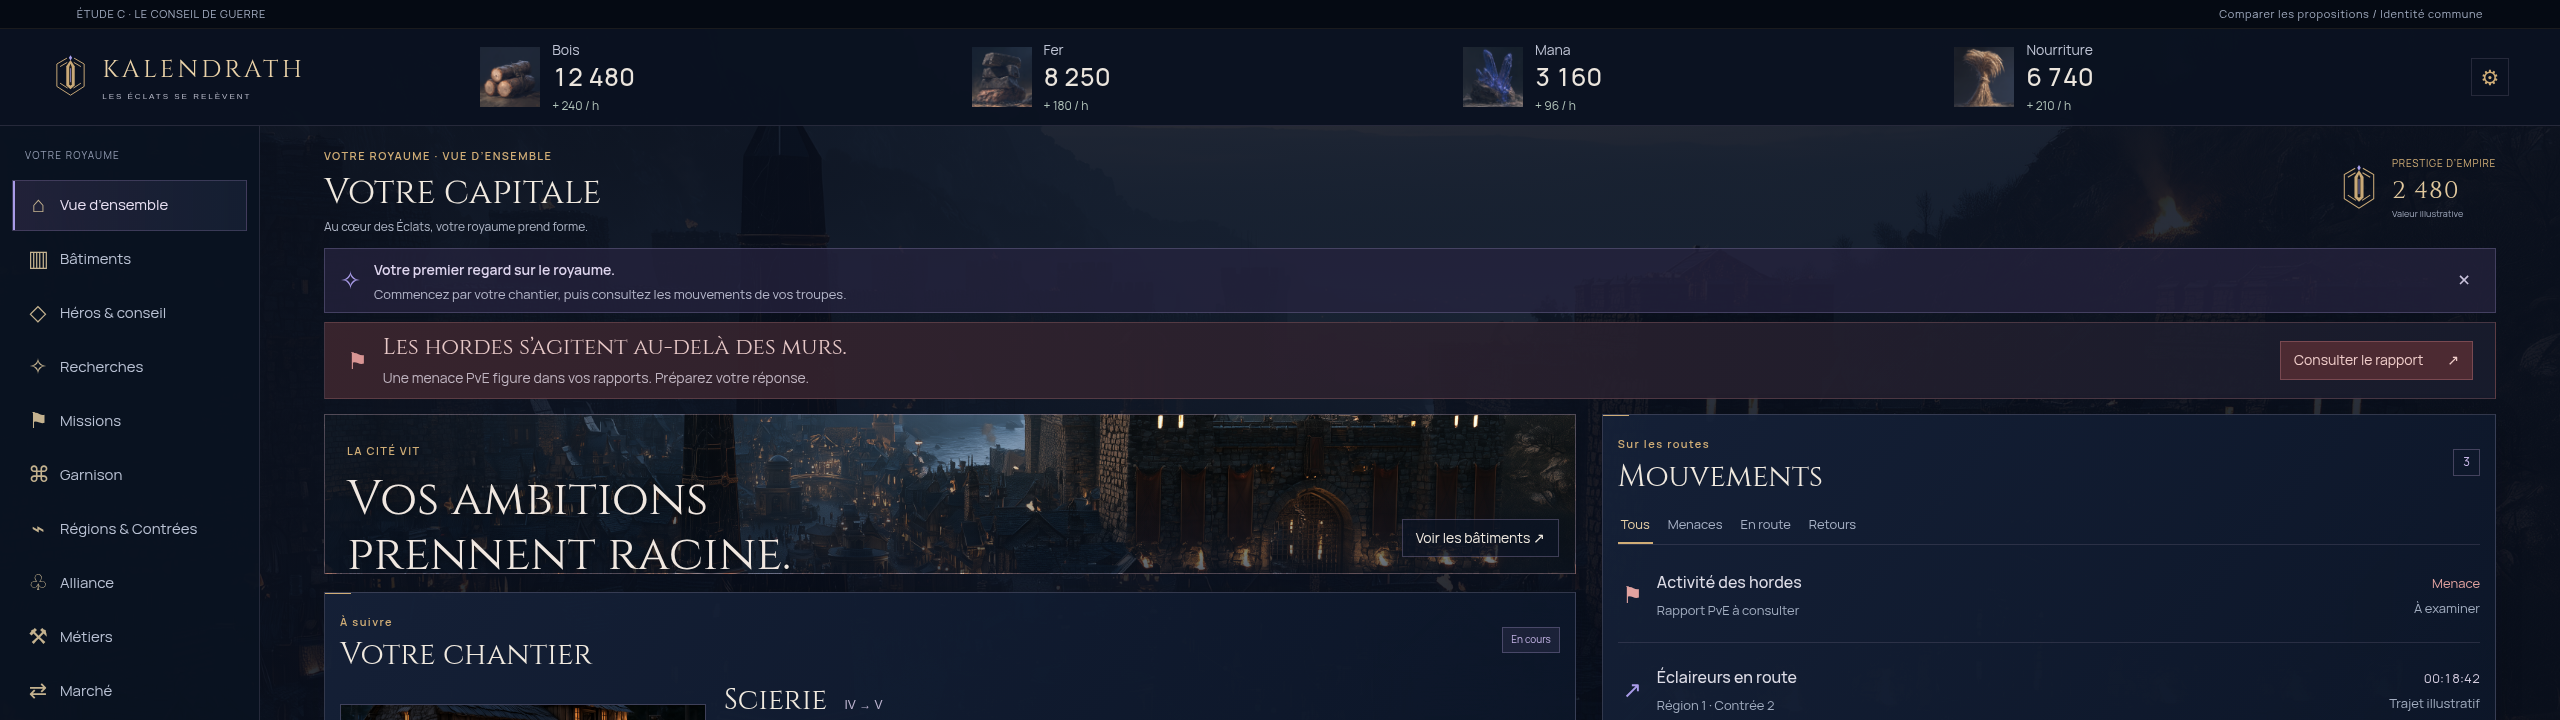 ÉTUDE C · LE CONSEIL DE GUERRE
Comparer les propositions / Identité commune
KALENDRATH
LES ÉCLATS SE RELÈVENT
Bois
12 480
+ 240 / h
Fer
8 250
+ 180 / h
Mana
3 160
+ 96 / h
Nourriture
6 740
+ 210 / h
VOTRE ROYAUME
Vue d’ensemble
Bâtiments
Héros & conseil
Recherches
Missions
Garnison
Régions & Contrées
Alliance
Métiers
Marché
VOTRE ROYAUME · VUE D’ENSEMBLE
VOTRE CAPITALE
Au cœur des Éclats, votre royaume prend forme.
PRESTIGE D’EMPIRE
2 480
Valeur illustrative
Votre premier regard sur le royaume.
Commencez par votre chantier, puis consultez les mouvements de vos troupes.
LES HORDES S’AGITENT AU-DELÀ DES MURS.
Une menace PvE figure dans vos rapports. Préparez votre réponse.
Consulter le rapport ↗
LA CITÉ VIT
VOS AMBITIONS
PRENNENT RACINE.
Voir les bâtiments ↗
À suivre
VOTRE CHANTIER
En cours
SCIERIE IV → V
Sur les routes
MOUVEMENTS
3
Tous Menaces En route Retours
Activité des hordes
Rapport PvE à consulter
Menace
À examiner
Éclaireurs en route
Région 1 · Contrée 2
00:18:42
Trajet illustratif